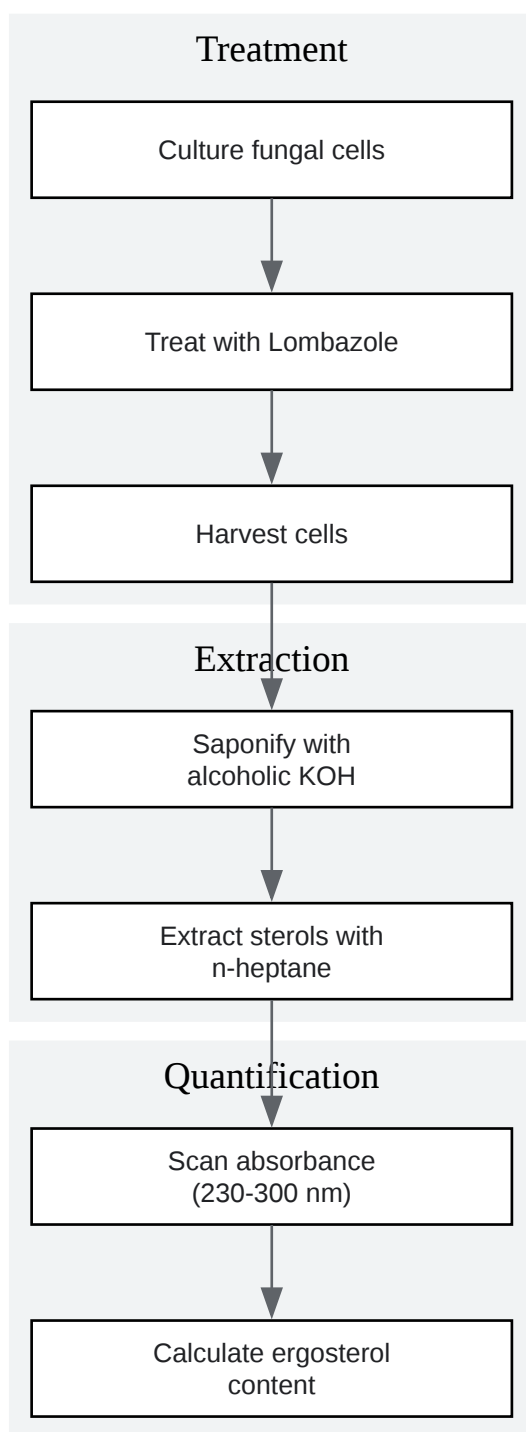 Treatment
Culture fungal cells
Treat with Lombazole
Harvest cells
Extraction
Saponify with
alcoholic KOH
Extract sterols with
n-heptane
Quantification
Scan absorbance
(230-300 nm)
Calculate ergosterol
content